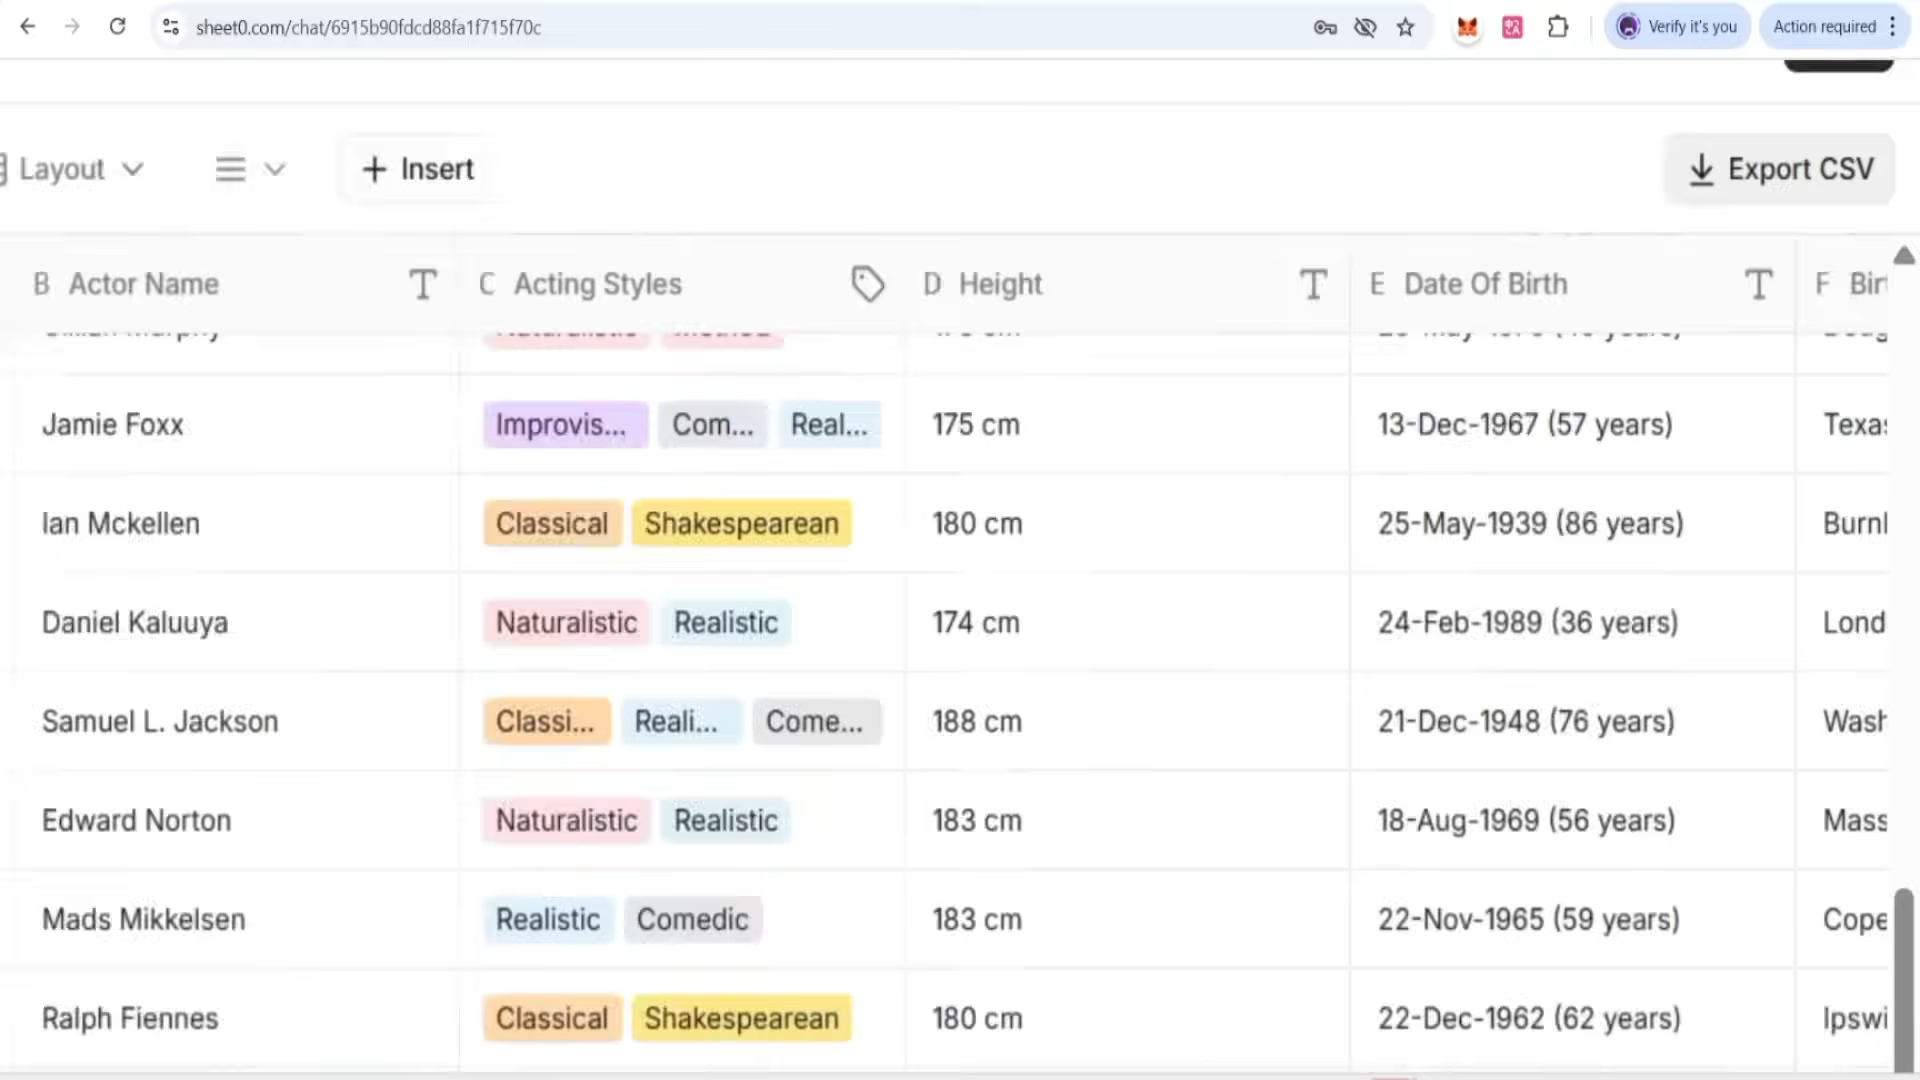 sheet0.com/chat/6915b90fdcd88fa1f715f70c Verify it's you Action required
Layout Insert Export CSV
B Actor Name C Acting Styles D Height E Date Of Birth F Bir
Jamie Foxx Improvis... Com... Real... 175 cm 13-Dec-1967 (57 years) Texas
Ian Mckellen Classical Shakespearean 180 cm 25-May-1939 (86 years) Burnl
Daniel Kaluuya Naturalistic Realistic 174 cm 24-Feb-1989 (36 years) Lond
Samuel L. Jackson Classi... Reali... Come... 188 cm 21-Dec-1948 (76 years) Wash
Edward Norton Naturalistic Realistic 183 cm 18-Aug-1969 (56 years) Mass
Mads Mikkelsen Realistic Comedic 183 cm 22-Nov-1965 (59 years) Cope
Ralph Fiennes Classical Shakespearean 180 cm 22-Dec-1962 (62 years) Ipswi